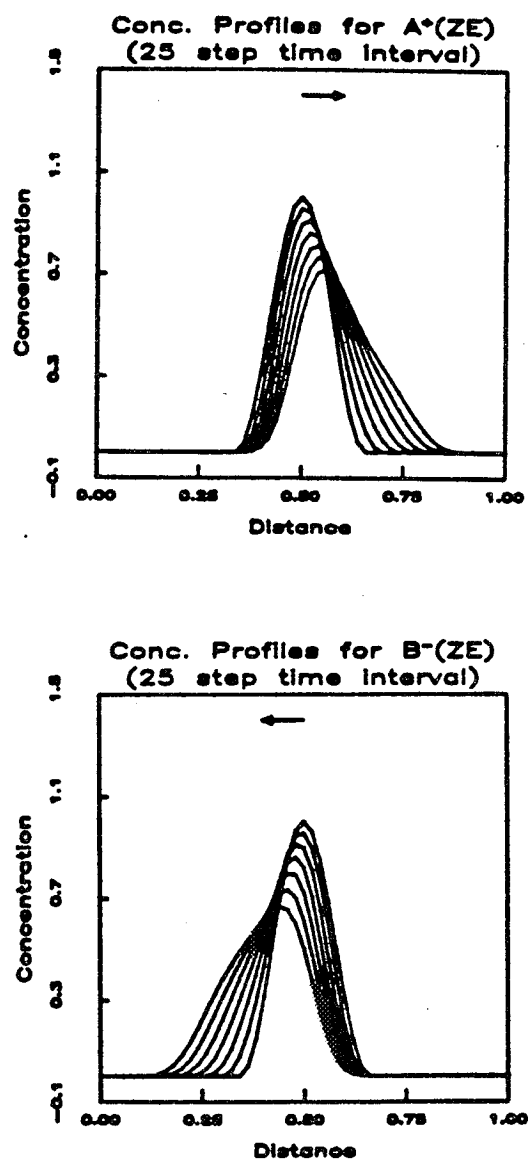 Conc. Profiles for A+(ZE)
(25 step time interval)
1.5
1.1
0.7
0.3
-0.1
Concentration
0.00 0.25 0.50 0.75 1.00
Distance
Conc. Profiles for B-(ZE)
(25 step time interval)
1.5
1.1
0.7
0.3
-0.1
Concentration
0.00 0.25 0.50 0.75 1.00
Distance